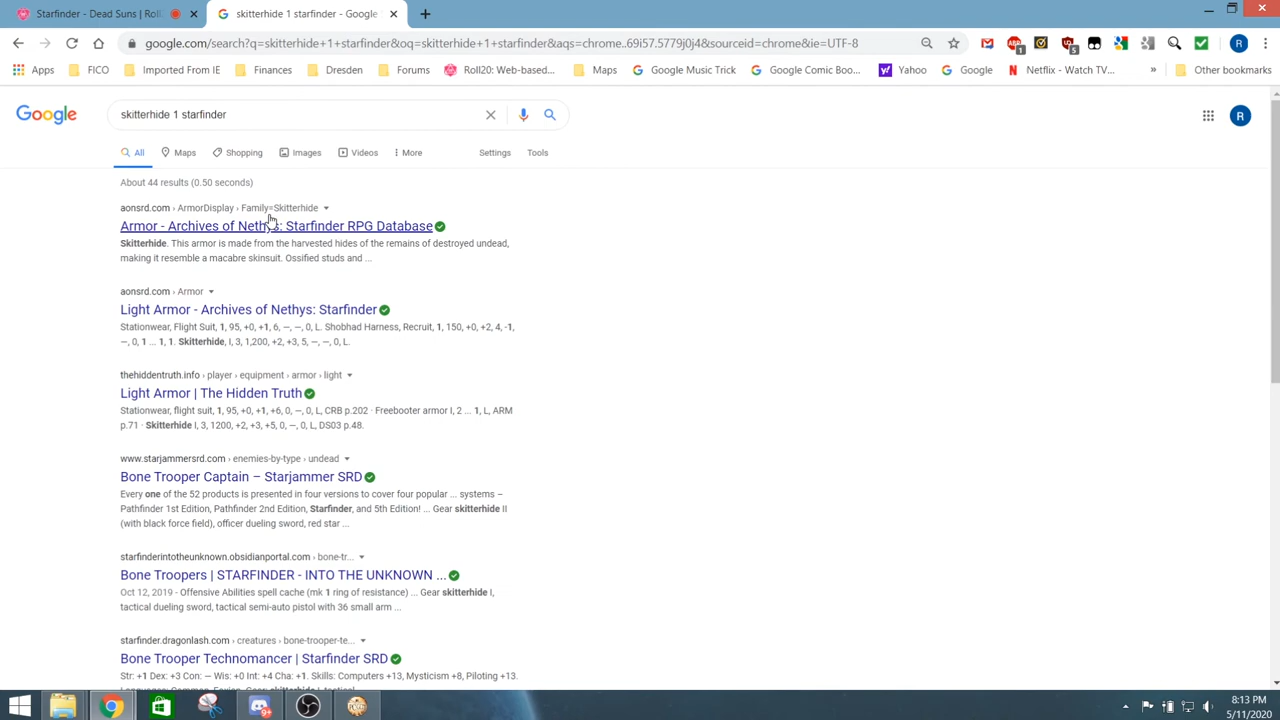 Starfinder - Dead Suns | Roll
skitterhide 1 starfinder - Google
google.com/search?q=skitterhide+1+starfinder&oq=skitterhide+1+starfinder&aqs=chrome..69i57.5779j0j4&sourceid=chrome&ie=UTF-8
Apps FICO Imported From IE Finances Dresden Forums Roll20: Web-based... Maps Google Music Trick Google Comic Boo... Yahoo Google Netflix - Watch TV... » Other bookmarks
Google skitterhide 1 starfinder R
All Maps Shopping Images Videos More Settings Tools
About 44 results (0.50 seconds)
aonsrd.com › ArmorDisplay › Family=Skitterhide
Armor - Archives of Nethys: Starfinder RPG Database
Skitterhide. This armor is made from the harvested hides of the remains of destroyed undead,
making it resemble a macabre skinsuit. Ossified studs and ...
aonsrd.com › Armor
Light Armor - Archives of Nethys: Starfinder
Stationwear, Flight Suit, 1, 95, +0, +1, 6, —, —, 0, L. Shobhad Harness, Recruit, 1, 150, +0, +2, 4, -1,
—, 0, 1 ... 1, 1. Skitterhide, I, 3, 1,200, +2, +3, 5, —, —, 0, L.
thehiddentruth.info › player › equipment › armor › light
Light Armor | The Hidden Truth
Stationwear, flight suit, 1, 95, +0, +1, +6, 0, —, 0, L, CRB p.202 · Freebooter armor I, 2 ... 1, L, ARM
p.71 · Skitterhide I, 3, 1200, +2, +3, +5, 0, —, 0, L, DS03 p.48.
www.starjammersrd.com › enemies-by-type › undead
Bone Trooper Captain – Starjammer SRD
Every one of the 52 products is presented in four versions to cover four popular ... systems –
Pathfinder 1st Edition, Pathfinder 2nd Edition, Starfinder, and 5th Edition! ... Gear skitterhide II
(with black force field), officer dueling sword, red star ...
starfinderintotheunknown.obsidianportal.com › bone-tr...
Bone Troopers | STARFINDER - INTO THE UNKNOWN ...
Oct 12, 2019 - Offensive Abilities spell cache (mk 1 ring of resistance) ... Gear skitterhide I,
tactical dueling sword, tactical semi-auto pistol with 36 small arm ...
starfinder.dragonlash.com › creatures › bone-trooper-te...
Bone Trooper Technomancer | Starfinder SRD
Str: +1 Dex: +3 Con: — Wis: +0 Int: +4 Cha: +1. Skills: Computers +13, Mysticism +8, Piloting +13.
8:13 PM
5/11/2020